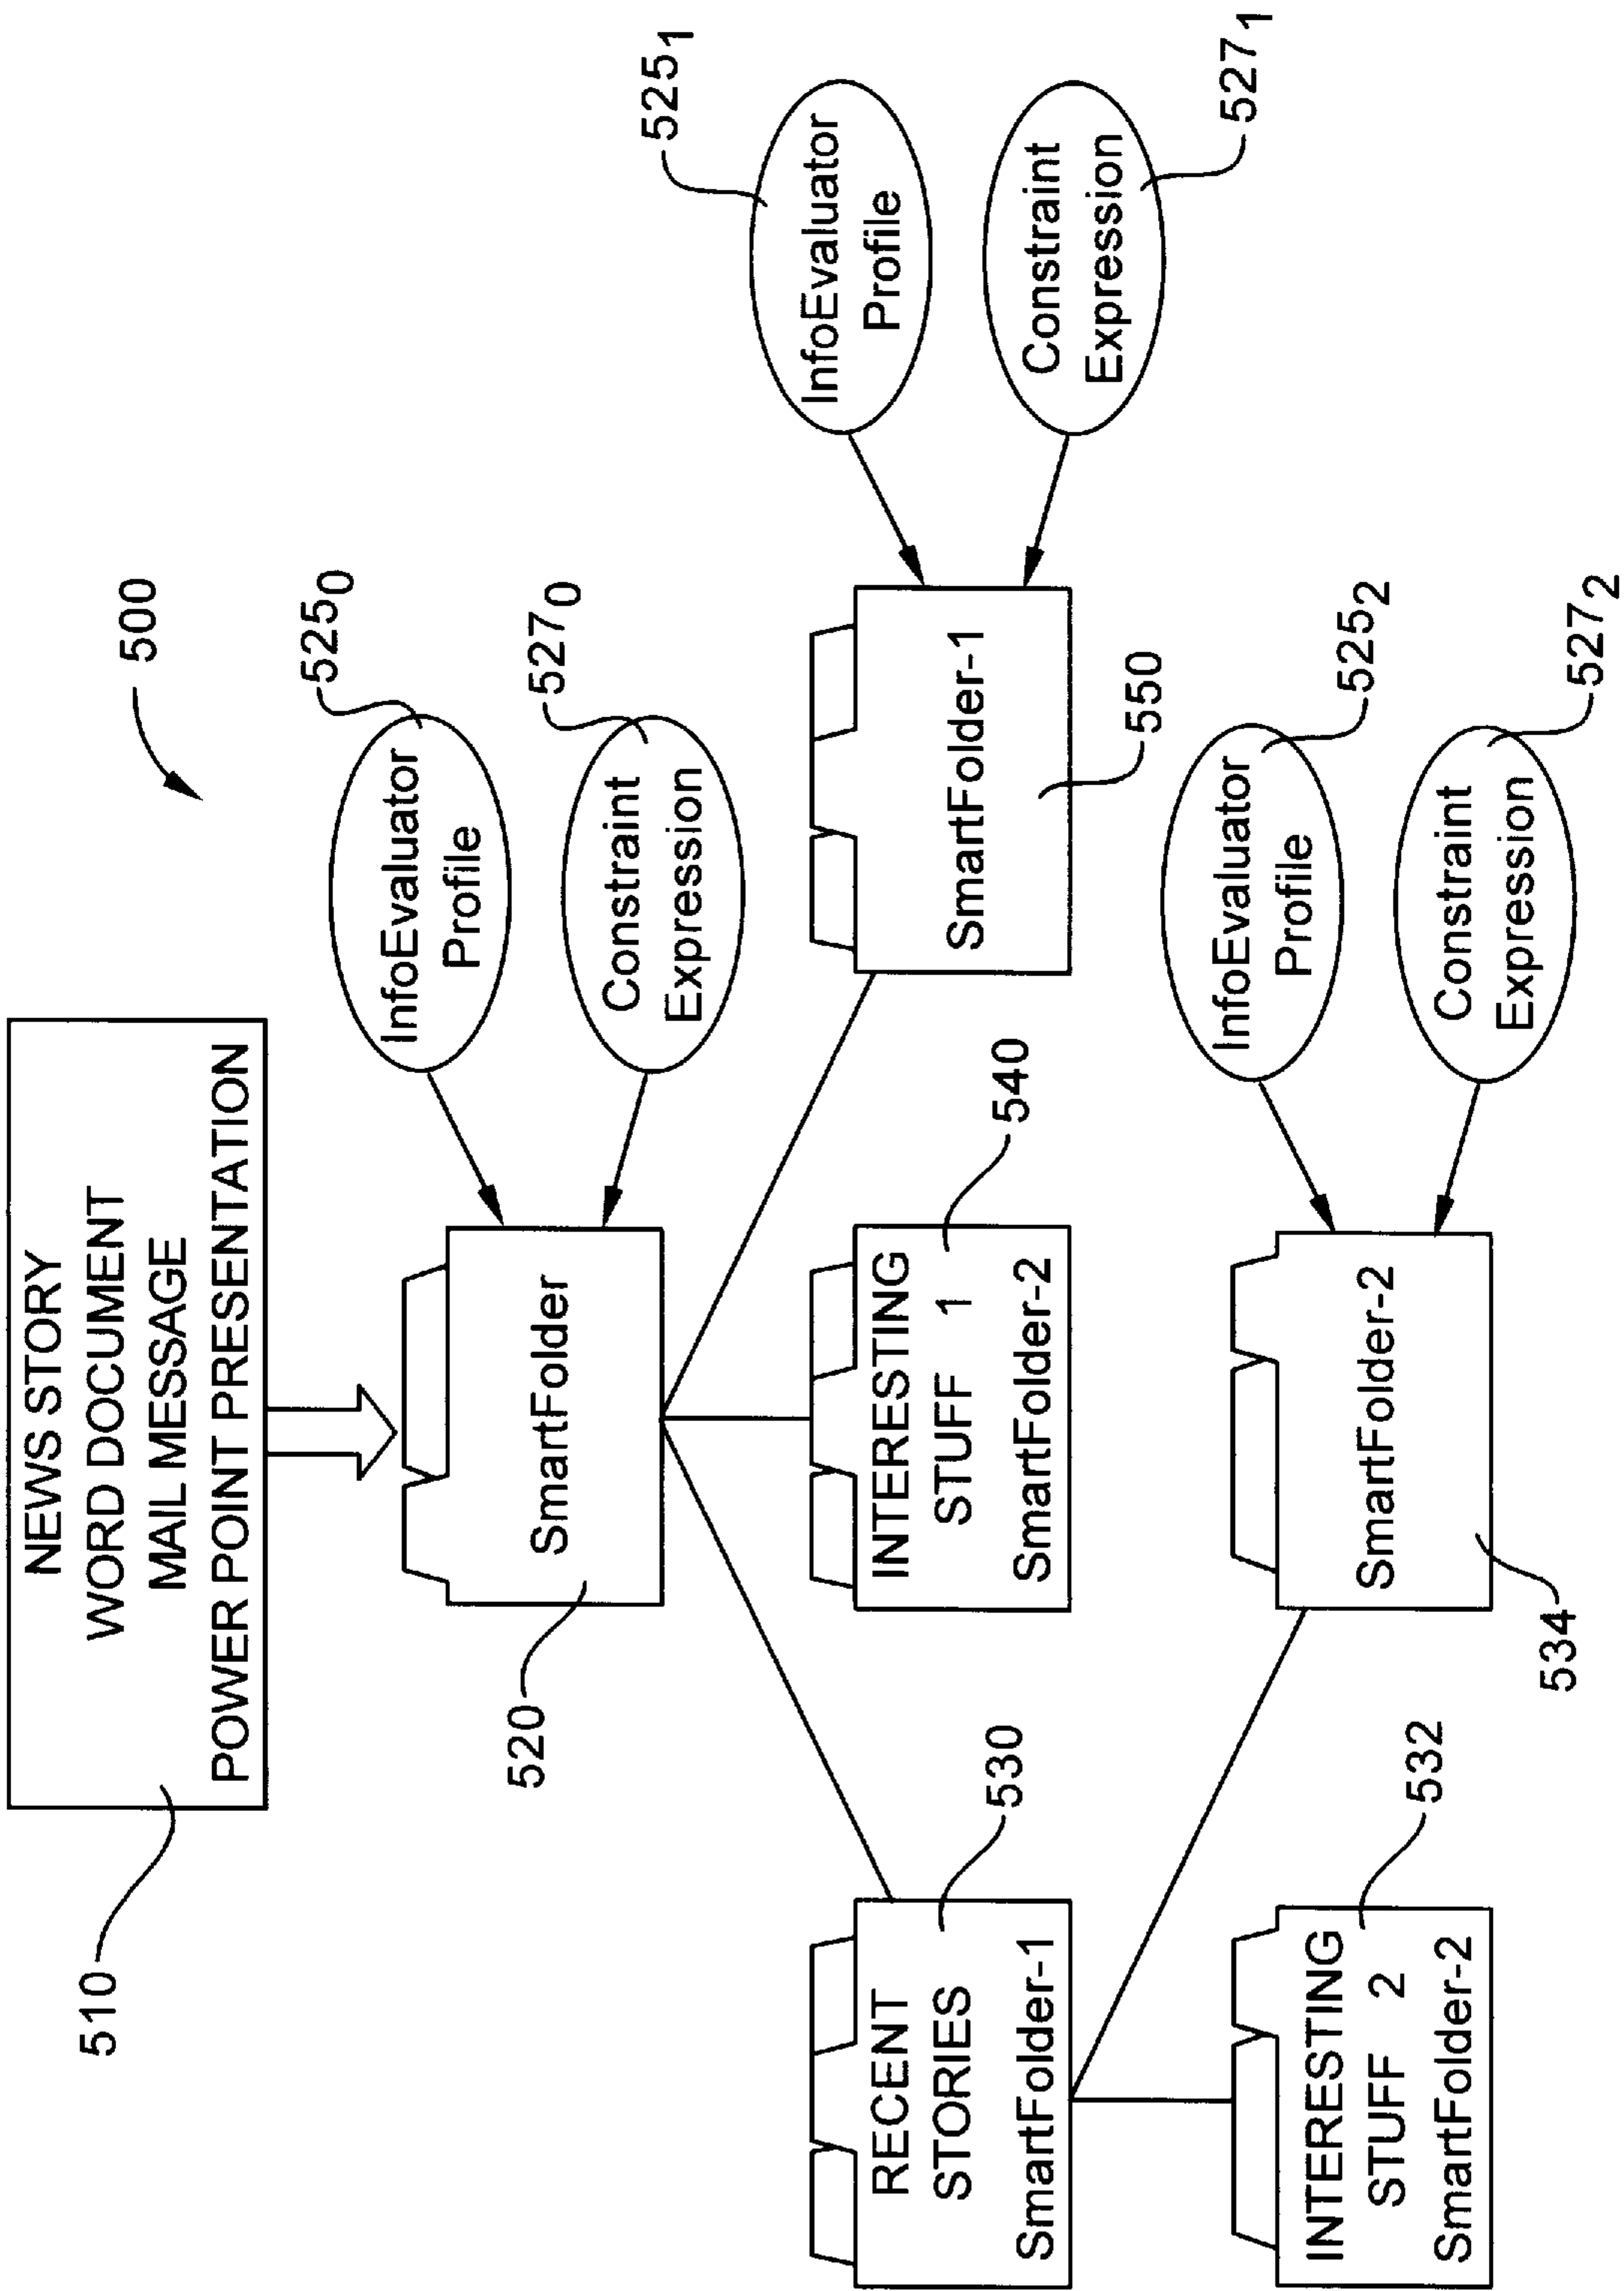 500
510
NEWS STORY
WORD DOCUMENT
MAIL MESSAGE
POWER POINT PRESENTATION
520
SmartFolder
InfoEvaluator
Profile
525₀
Constraint
Expression
527₀
530
RECENT
STORIES
SmartFolder-1
540
INTERESTING
STUFF 1
SmartFolder-2
SmartFolder-1
550
InfoEvaluator
Profile
525₁
Constraint
Expression
527₁
532
INTERESTING
STUFF 2
SmartFolder-2
534
SmartFolder-2
InfoEvaluator
Profile
525₂
Constraint
Expression
527₂